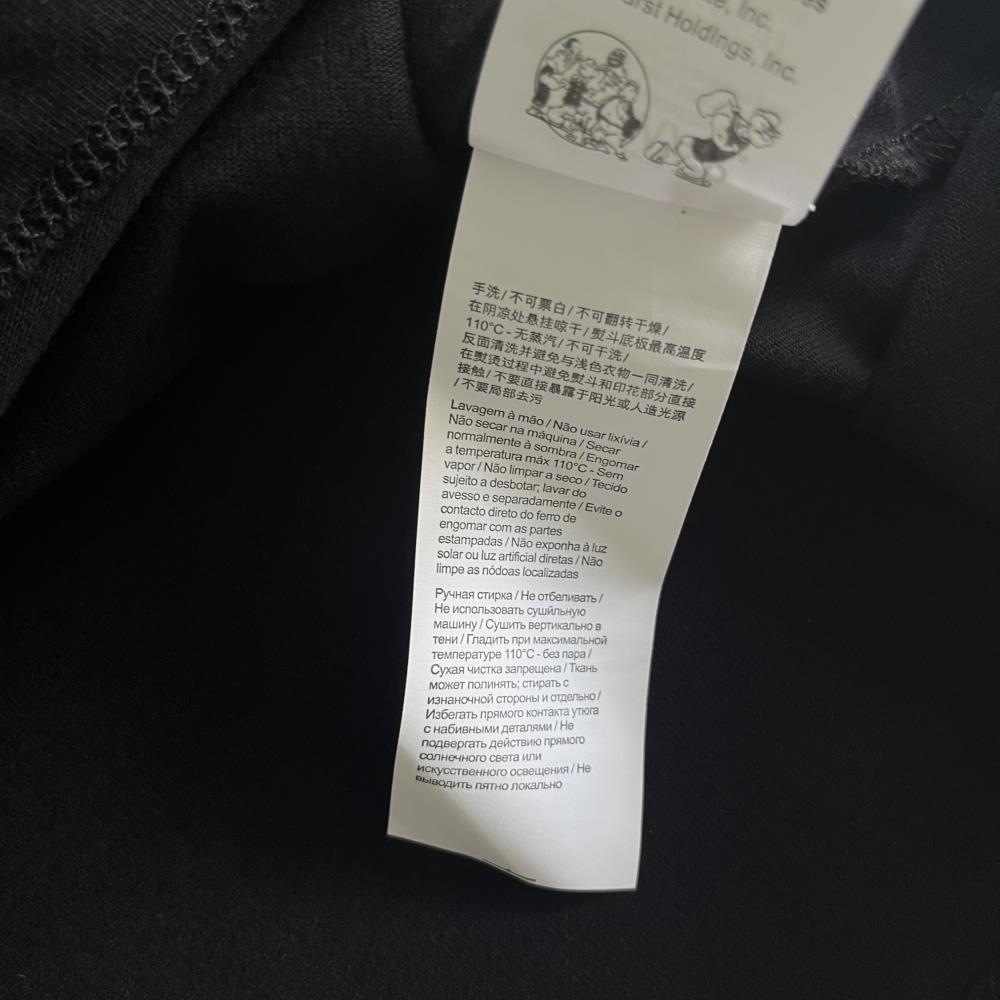 Inc.
Holdings, Inc.
手洗/不可票白/不可翻转干燥/
在阴凉处悬挂晾干/熨斗底板最高温度
110°C - 无蒸汽/不可干洗/
反面清洗并避免与浅色衣物一同清洗/
在熨烫过程中避免熨斗和印花部分直接
接触/不要直接暴露于阳光或人造光源
/不要局部去污
Lavagem à mão / Não usar lixívia /
Não secar na máquina / Secar
normalmente à sombra / Engomar
a temperatura máx 110°C - Sem
vapor / Não limpar a seco / Tecido
sujeito a desbotar; lavar do
avesso e separadamente / Evite o
contacto direto do ferro de
engomar com as partes
estampadas / Não exponha à luz
solar ou luz artificial diretas / Não
limpe as nódoas localizadas
Ручная стирка / Не отбеливать /
Не использовать сушйльную
машину / Сушить вертикально в
тени / Гладить при максимальной
температуре 110°C - без пара /
Сухая чистка запрещена / Ткань
может полинять; стирать с
изнаночной стороны и отдельно /
Избегать прямого контакта утюга
с набивными деталями / Не
подвергать действию прямого
солнечного света или
искусственного освещения / Не
выводить пятно локально